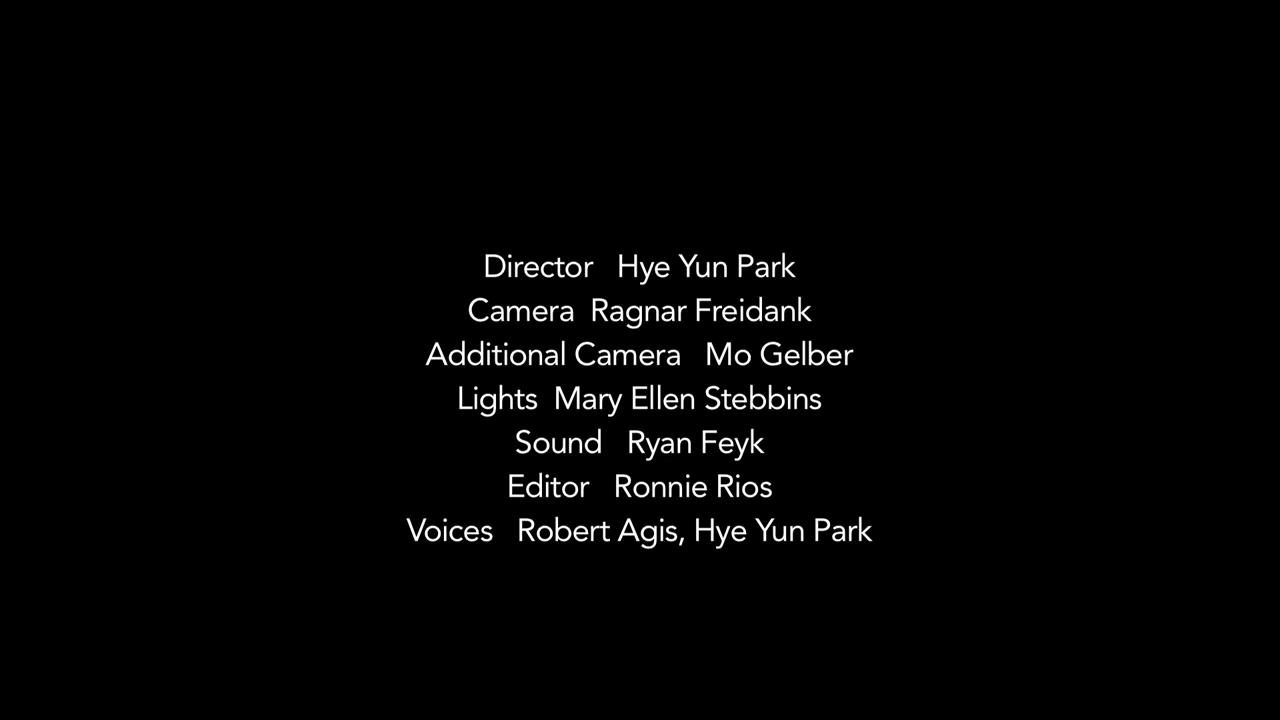 Director Hye Yun Park
Camera Ragnar Freidank
Additional Camera Mo Gelber
Lights Mary Ellen Stebbins
Sound Ryan Feyk
Editor Ronnie Rios
Voices Robert Agis, Hye Yun Park